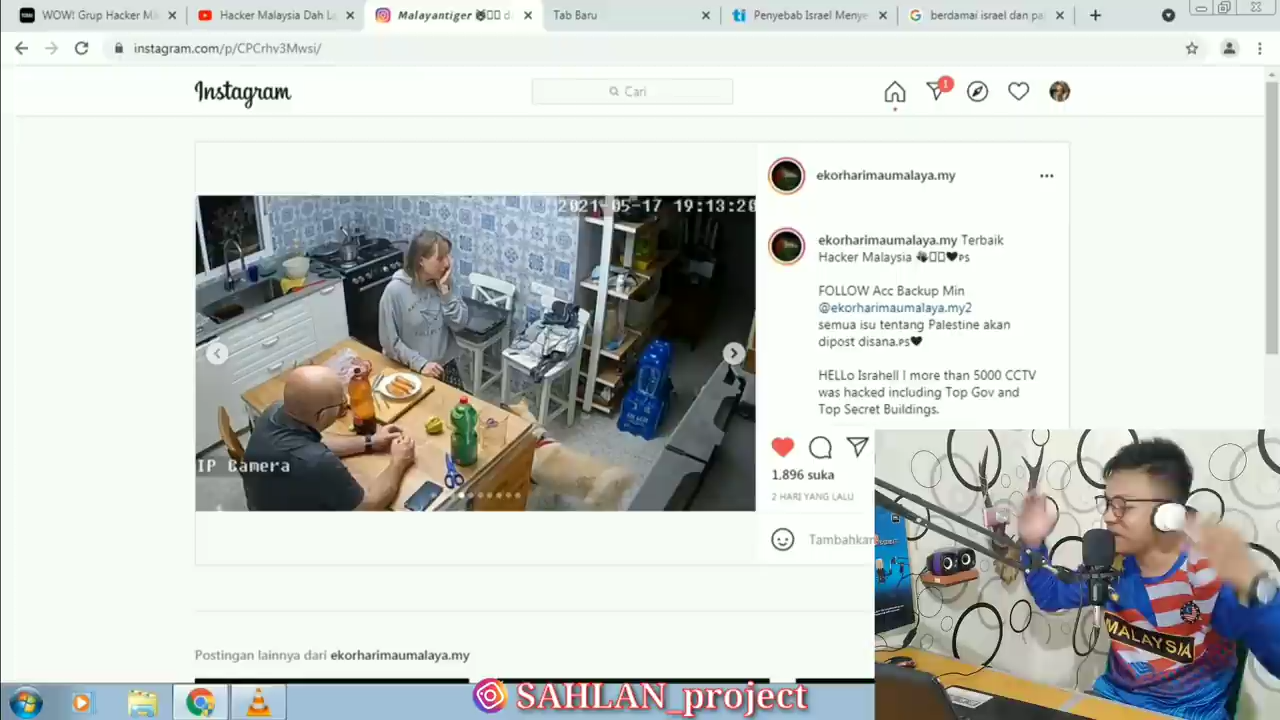 WOW! Grup Hacker M
Hacker Malaysia Dah L
Malayantiger
Tab Baru
Penyebab Israel Menye
berdamai israel dan pa
instagram.com/p/CPCrhv3Mwsi/
Instagram
Cari
1
2021-05-17 19:13:20
IP Camera
ekorharimaumalaya.my
ekorharimaumalaya.my Terbaik
Hacker Malaysia
FOLLOW Acc Backup Min
@ekorharimaumalaya.my2
semua isu tentang Palestine akan
dipost disana.
HELLo Israhell I more than 5000 CCTV
was hacked including Top Gov and
Top Secret Buildings.
1.896 suka
2 HARI YANG LALU
Tambahkan
MALAYSIA
Postingan lainnya dari ekorharimaumalaya.my
SAHLAN_project